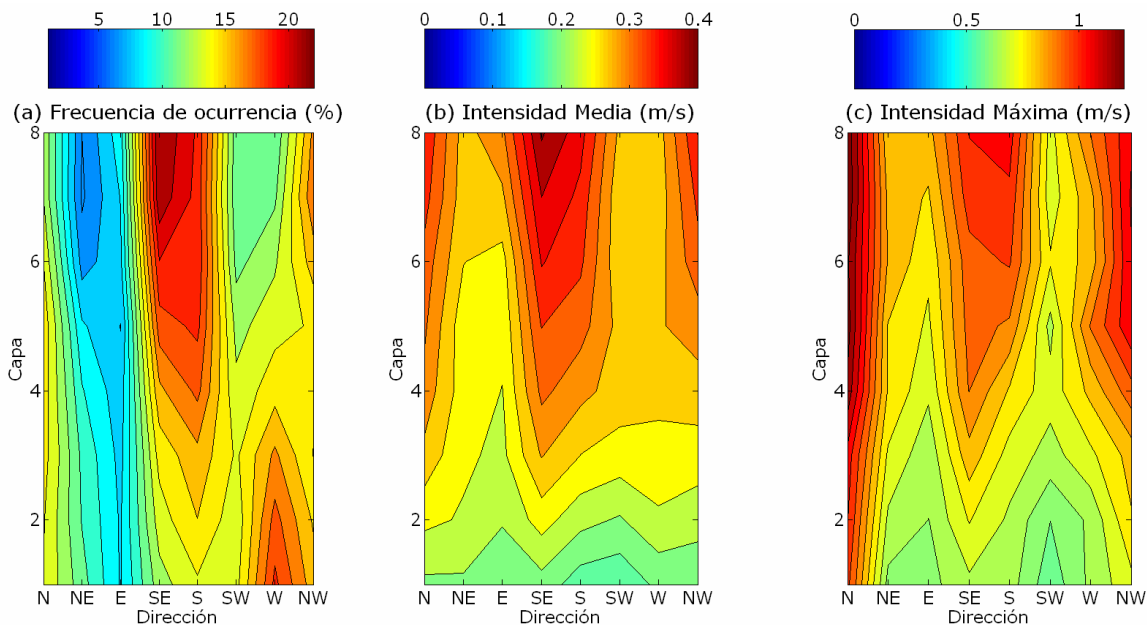 5 10 15 20
(a) Frecuencia de ocurrencia (%)
8
6
4
2
Capa
N NE E SE S SW W NW
Dirección
0 0.1 0.2 0.3 0.4
(b) Intensidad Media (m/s)
8
6
4
2
Capa
N NE E SE S SW W NW
Dirección
0 0.5 1
(c) Intensidad Máxima (m/s)
8
6
4
2
Capa
N NE E SE S SW W NW
Dirección